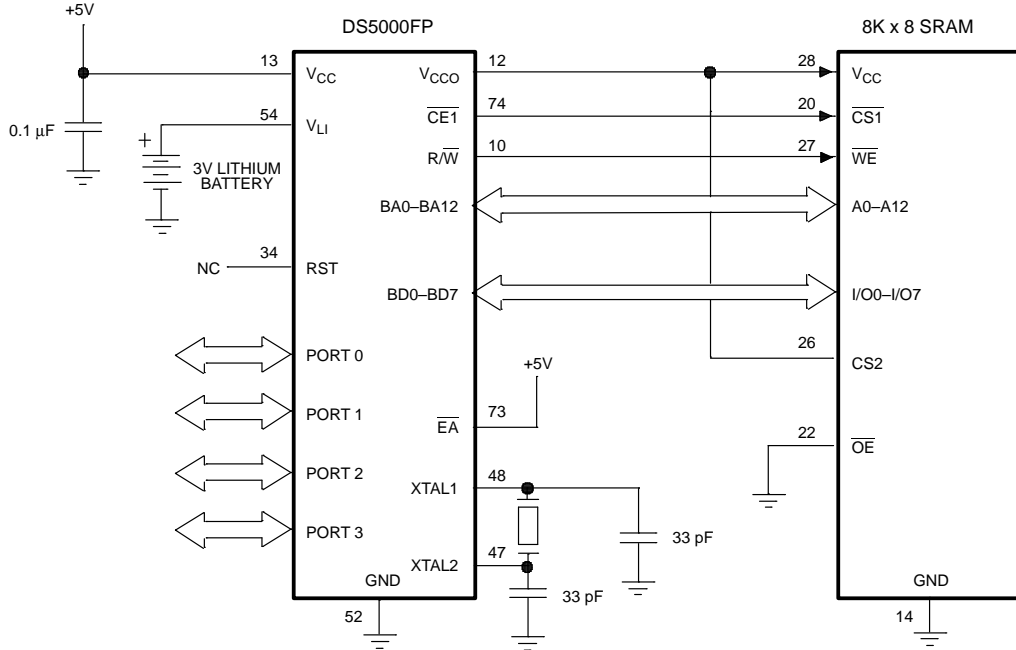 +5V
DS5000FP
8K x 8 SRAM
13
VCC
VCCO
12
28
VCC
0.1 µF
54
VLI
CE1
74
20
CS1
+
3V LITHIUM
BATTERY
R/W
10
27
WE
BA0–BA12
A0–A12
NC
34
RST
BD0–BD7
I/O0–I/O7
PORT 0
+5V
26
CS2
PORT 1
EA
73
22
OE
PORT 2
XTAL1
48
PORT 3
33 pF
XTAL2
47
GND
33 pF
GND
52
14